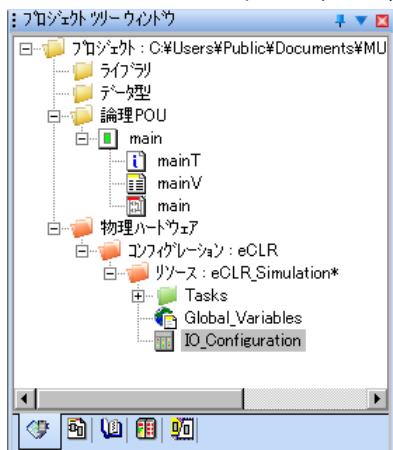 プロジェクト ツリー ウィンドウ
プロジェクト : C:¥Users¥Public¥Documents¥MU
ライブラリ
データ型
論理POU
main
mainT
mainV
main
物理ハードウェア
コンフィグレーション : eCLR
リソース : eCLR_Simulation*
Tasks
Global_Variables
IO_Configuration